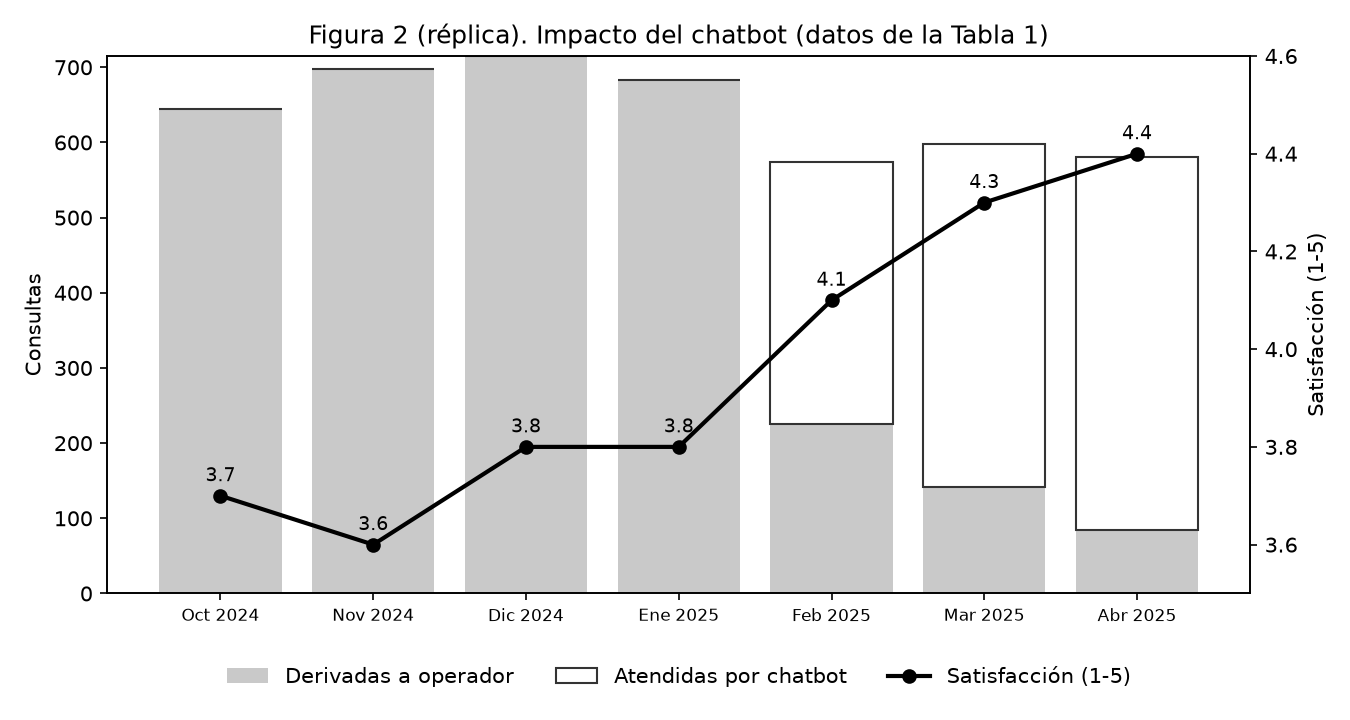 Figura 2 (réplica). Impacto del chatbot (datos de la Tabla 1)
700
600
500
400
300
200
100
0
Consultas
4.6
4.4
4.2
4.0
3.8
3.6
Satisfacción (1-5)
3.7
3.6
3.8
3.8
4.1
4.3
4.4
Oct 2024
Nov 2024
Dic 2024
Ene 2025
Feb 2025
Mar 2025
Abr 2025
Derivadas a operador
Atendidas por chatbot
Satisfacción (1-5)